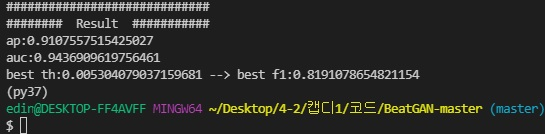 ############################
########  Result  ###########
ap:0.9107557515425027
auc:0.9436909619756461
best th:0.005304079037159681 --> best f1:0.8191078654821154
(py37)
edin@DESKTOP-FF4AVFF MINGW64 ~/Desktop/4-2/캡디1/코드/BeatGAN-master (master)
$